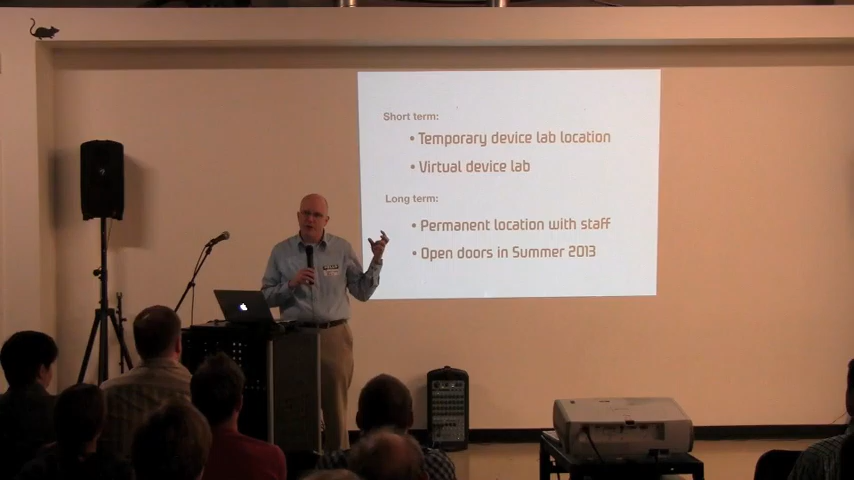 Short term:
• Temporary device lab location
• Virtual device lab
Long term:
• Permanent location with staff
• Open doors in Summer 2013